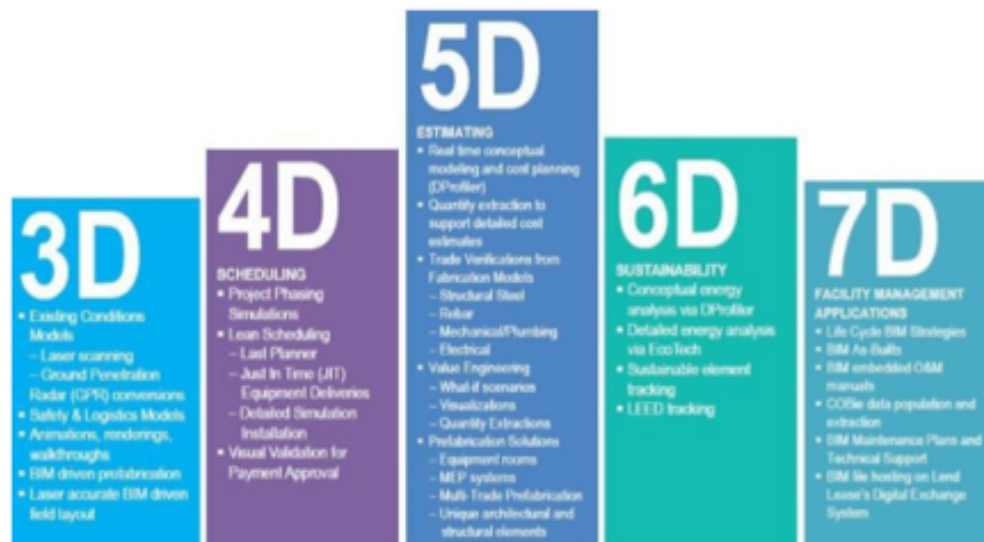 3D
▪ Existing Conditions
Models
– Laser scanning
– Ground Penetration
Radar (GPR) conversions
▪ Safety & Logistics Models
▪ Animations, renderings,
walkthroughs
▪ BIM driven prefabrication
▪ Laser accurate BIM driven
field layout
4D
SCHEDULING
▪ Project Phasing
Simulations
▪ Lean Scheduling
– Last Planner
– Just In Time (JIT)
Equipment Deliveries
– Detailed Simulation
Installation
▪ Visual Validation for
Payment Approval
5D
ESTIMATING
▪ Real time conceptual
modeling and cost planning
(DProfiler)
▪ Quantity extraction to
support detailed cost
estimates
▪ Trade Verifications from
Fabrication Models
– Structural Steel
– Rebar
– Mechanical/Plumbing
– Electrical
▪ Value Engineering
– What-if scenarios
– Visualizations
– Quantity Extractions
▪ Prefabrication Solutions
– Equipment rooms
– MEP systems
– Multi-Trade Prefabrication
– Unique architectural and
structural elements
6D
SUSTAINABILITY
▪ Conceptual energy
analysis via DProfiler
▪ Detailed energy analysis
via EcoTech
▪ Sustainable element
tracking
▪ LEED tracking
7D
FACILITY MANAGEMENT
APPLICATIONS
▪ Life Cycle BIM Strategies
▪ BIM As-Builts
▪ BIM embedded O&M
manuals
▪ COBie data population and
extraction
▪ BIM Maintenance Plans and
Technical Support
▪ BIM file hosting on Lend
Lease's Digital Exchange
System